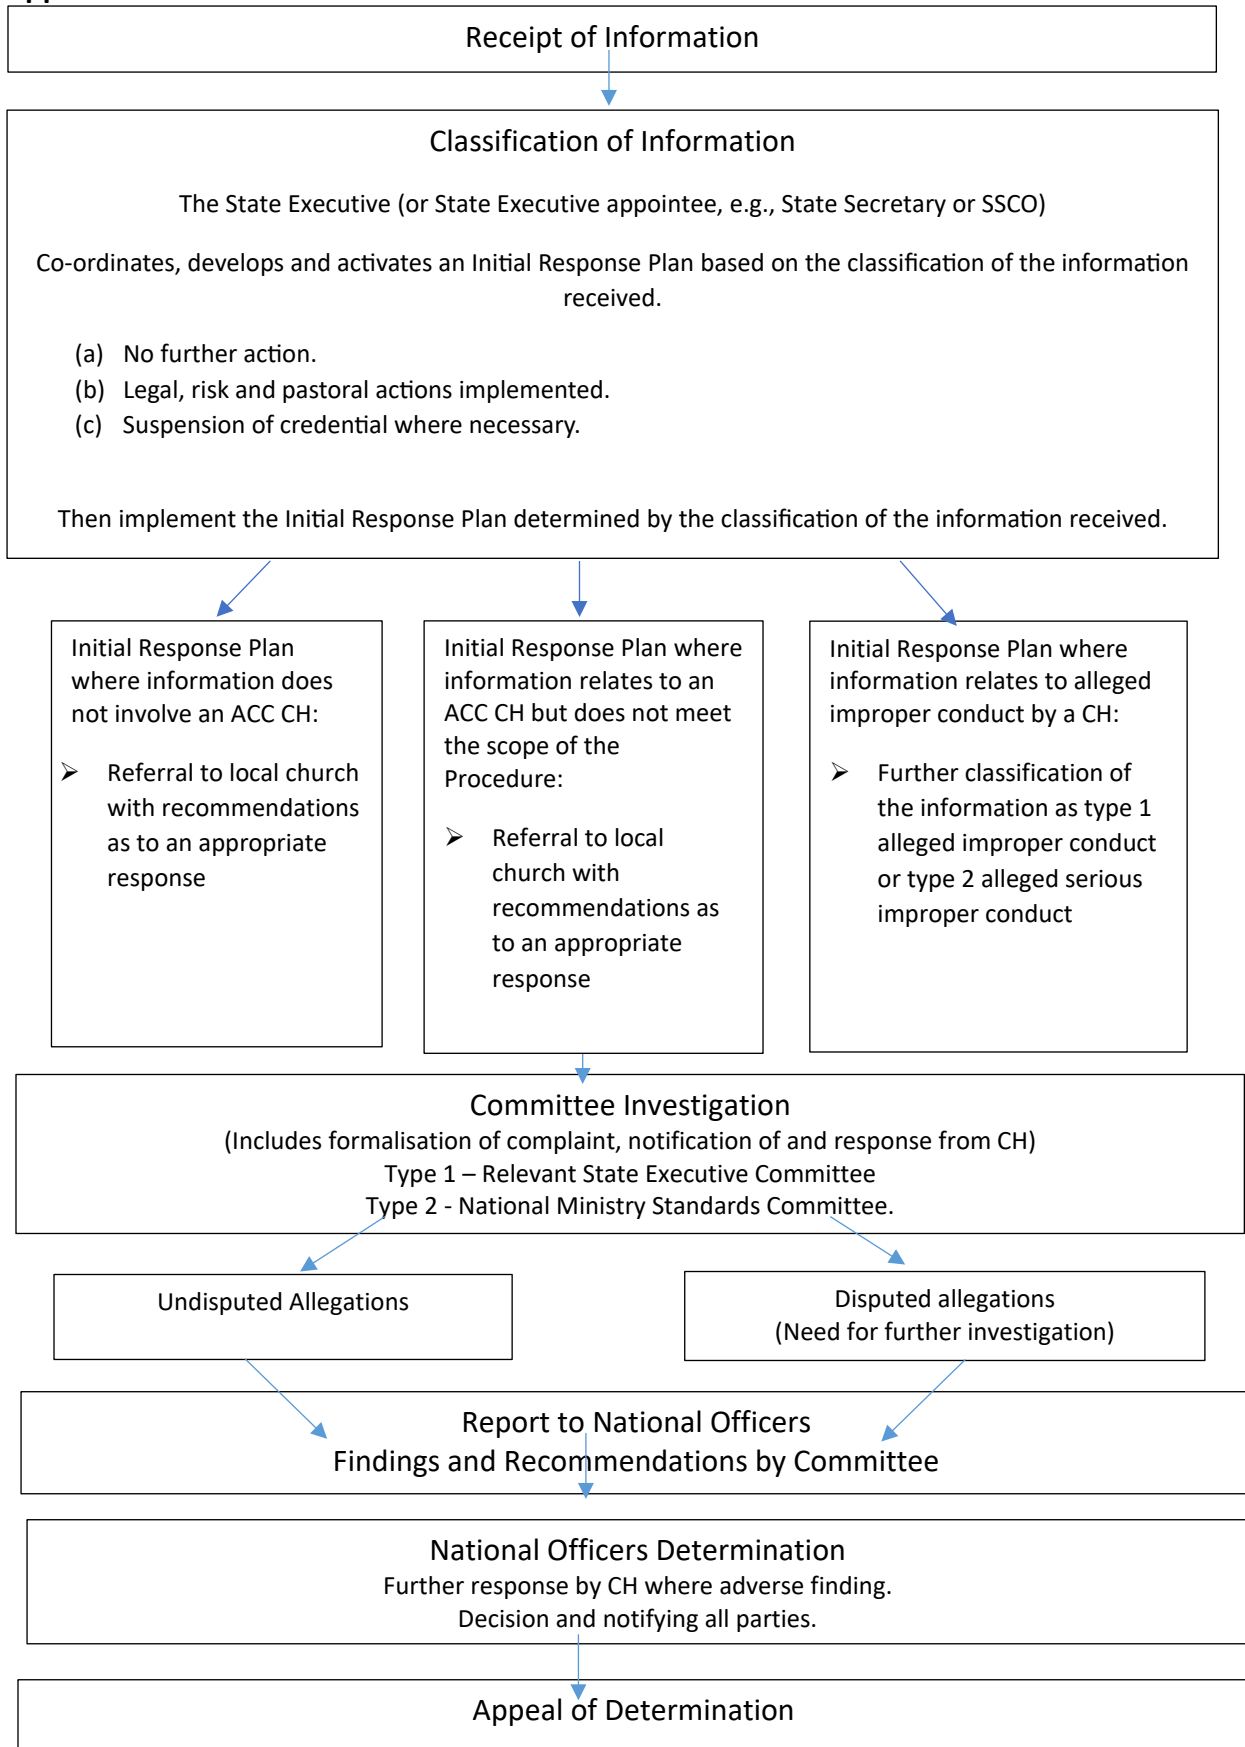 Receipt of Information
Classification of Information
The State Executive (or State Executive appointee, e.g., State Secretary or SSCO)
Co-ordinates, develops and activates an Initial Response Plan based on the classification of the information
received.
(a) No further action.
(b) Legal, risk and pastoral actions implemented.
(c) Suspension of credential where necessary.
Then implement the Initial Response Plan determined by the classification of the information received.
Initial Response Plan
where information does
not involve an ACC CH:
➢ Referral to local church
with recommendations
as to an appropriate
response
Initial Response Plan where
information relates to an
ACC CH but does not meet
the scope of the
Procedure:
➢ Referral to local
church with
recommendations as
to an appropriate
response
Initial Response Plan where
information relates to alleged
improper conduct by a CH:
➢ Further classification of
the information as type 1
alleged improper conduct
or type 2 alleged serious
improper conduct
Committee Investigation
(Includes formalisation of complaint, notification of and response from CH)
Type 1 – Relevant State Executive Committee
Type 2 - National Ministry Standards Committee.
Undisputed Allegations
Disputed allegations
(Need for further investigation)
Report to National Officers
Findings and Recommendations by Committee
National Officers Determination
Further response by CH where adverse finding.
Decision and notifying all parties.
Appeal of Determination